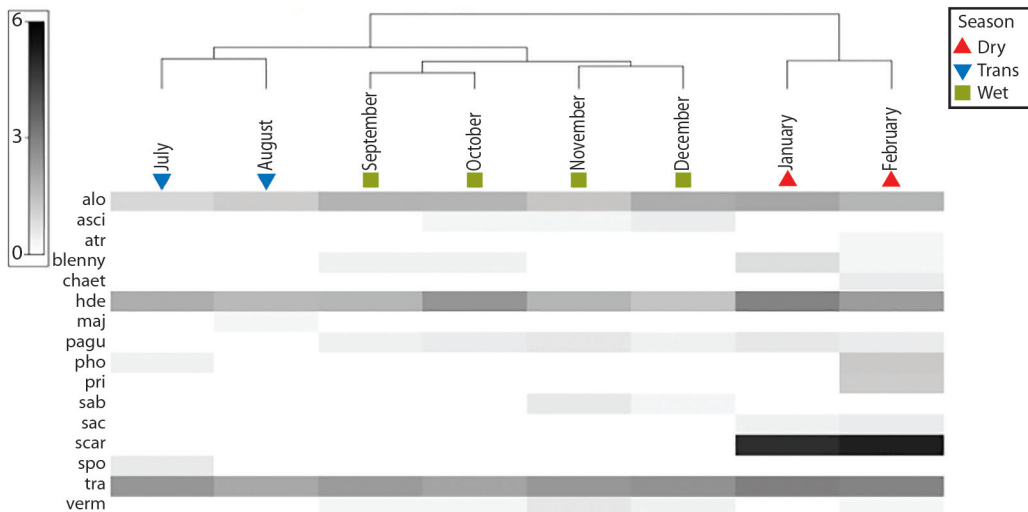 6
3
0
Season
Dry
Trans
Wet
July
August
September
October
November
December
January
February
alo
asci
atr
blenny
chaet
hde
maj
pagu
pho
pri
sab
sac
scar
spo
tra
verm